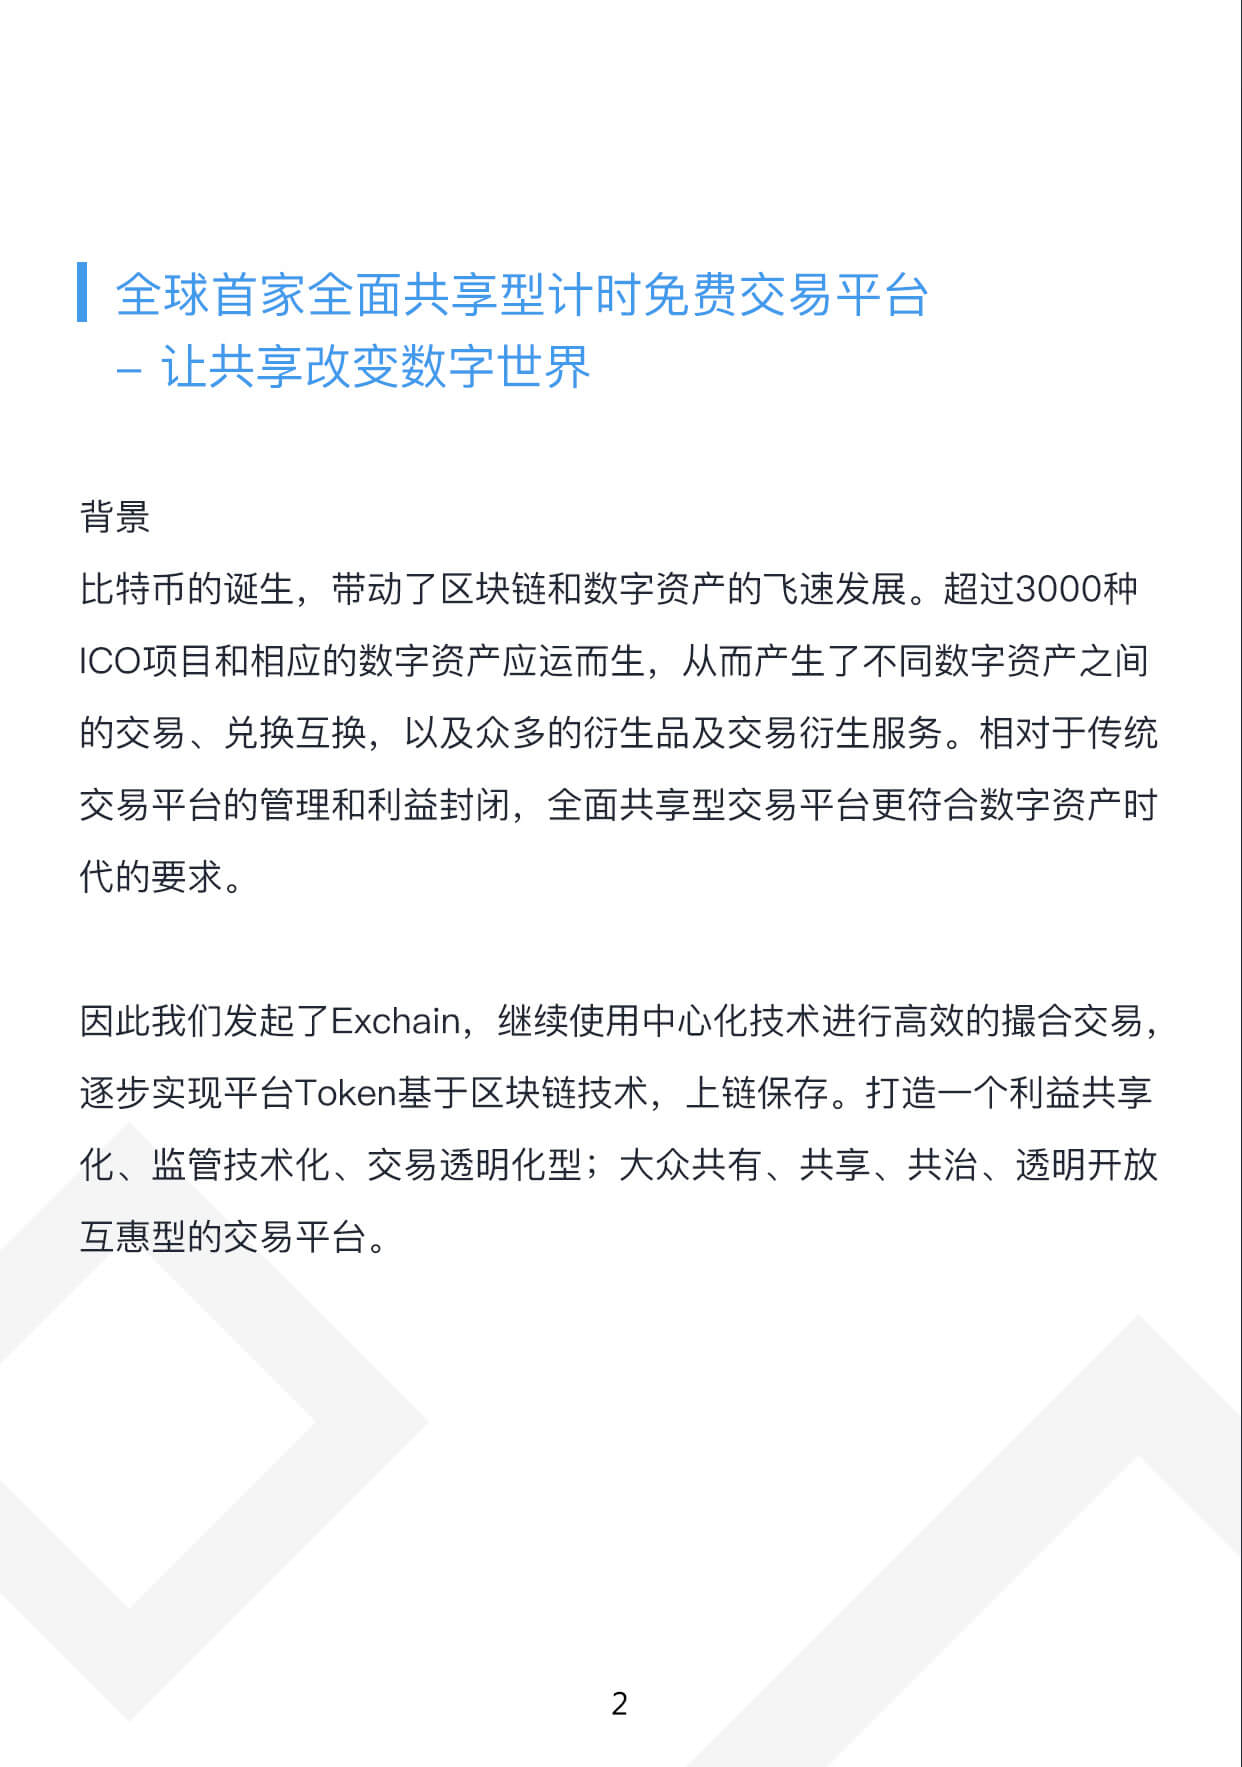 全球首家全面共享型计时免费交易平台
– 让共享改变数字世界
背景
比特币的诞生，带动了区块链和数字资产的飞速发展。超过3000种
ICO项目和相应的数字资产应运而生，从而产生了不同数字资产之间
的交易、兑换互换，以及众多的衍生品及交易衍生服务。相对于传统
交易平台的管理和利益封闭，全面共享型交易平台更符合数字资产时
代的要求。
因此我们发起了Exchain，继续使用中心化技术进行高效的撮合交易，
逐步实现平台Token基于区块链技术，上链保存。打造一个利益共享
化、监管技术化、交易透明化型；大众共有、共享、共治、透明开放
互惠型的交易平台。
2